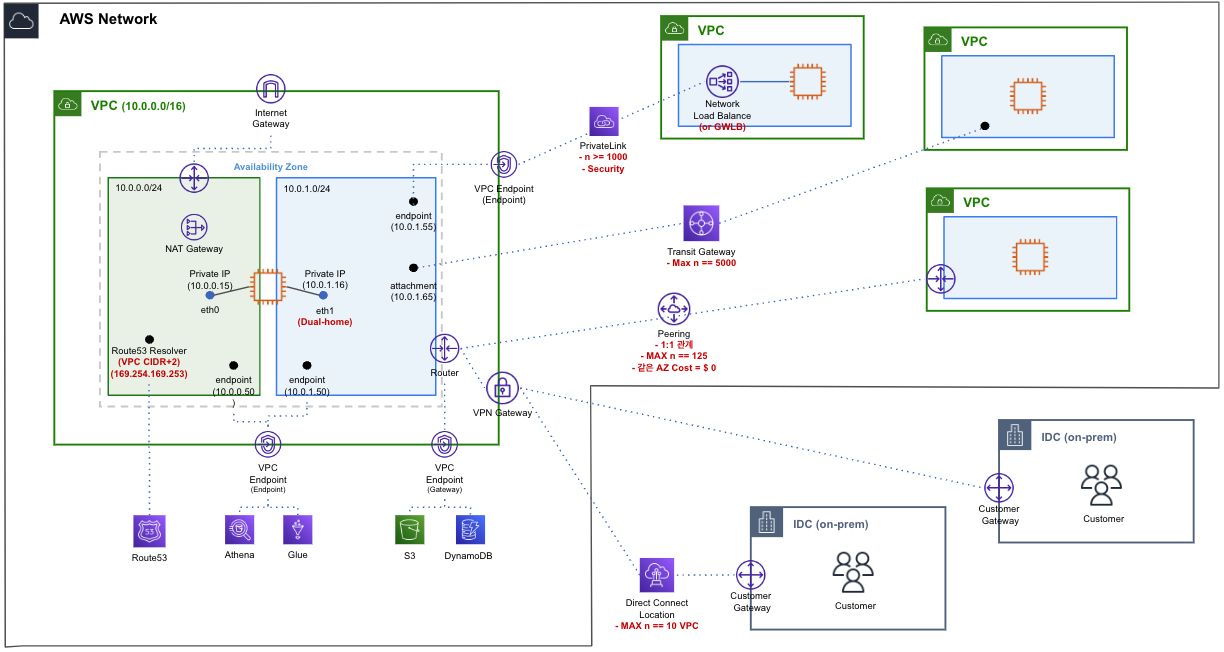 AWS Network
VPC (10.0.0.0/16)
Internet
Gateway
Availability Zone
10.0.0.0/24
10.0.1.0/24
NAT Gateway
Private IP
(10.0.0.15)
eth0
Private IP
(10.0.1.16)
eth1
(Dual-home)
endpoint
(10.0.1.55)
attachment
(10.0.1.65)
Route53 Resolver
(VPC CIDR+2)
(169.254.169.253)
endpoint
(10.0.0.50
)
endpoint
(10.0.1.50)
Router
VPC Endpoint
(Endpoint)
VPN Gateway
VPC
Endpoint
(Endpoint)
VPC
Endpoint
(Gateway)
53
Route53
Athena
Glue
S3
DynamoDB
PrivateLink
- n >= 1000
- Security
VPC
Network
Load Balance
(or GWLB)
VPC
Transit Gateway
- Max n == 5000
VPC
Peering
- 1:1 관계
- MAX n == 125
- 같은 AZ Cost = $ 0
IDC (on-prem)
Customer
Gateway
Customer
IDC (on-prem)
Customer
Gateway
Customer
Direct Connect
Location
- MAX n == 10 VPC